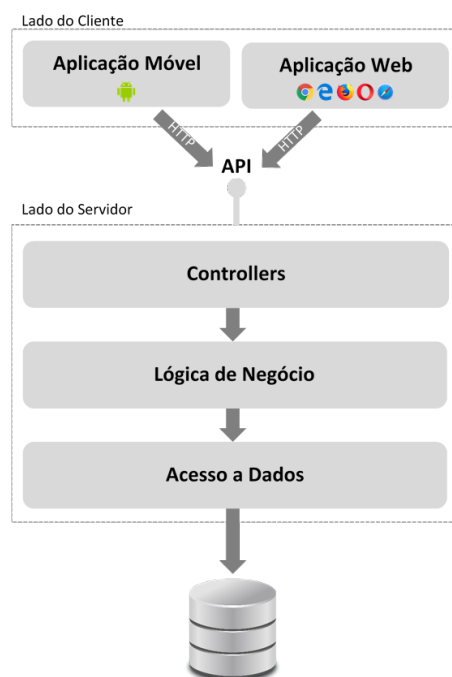 Lado do Cliente
Aplicação Móvel
Aplicação Web
HTTP
HTTP
API
Lado do Servidor
Controllers
Lógica de Negócio
Acesso a Dados